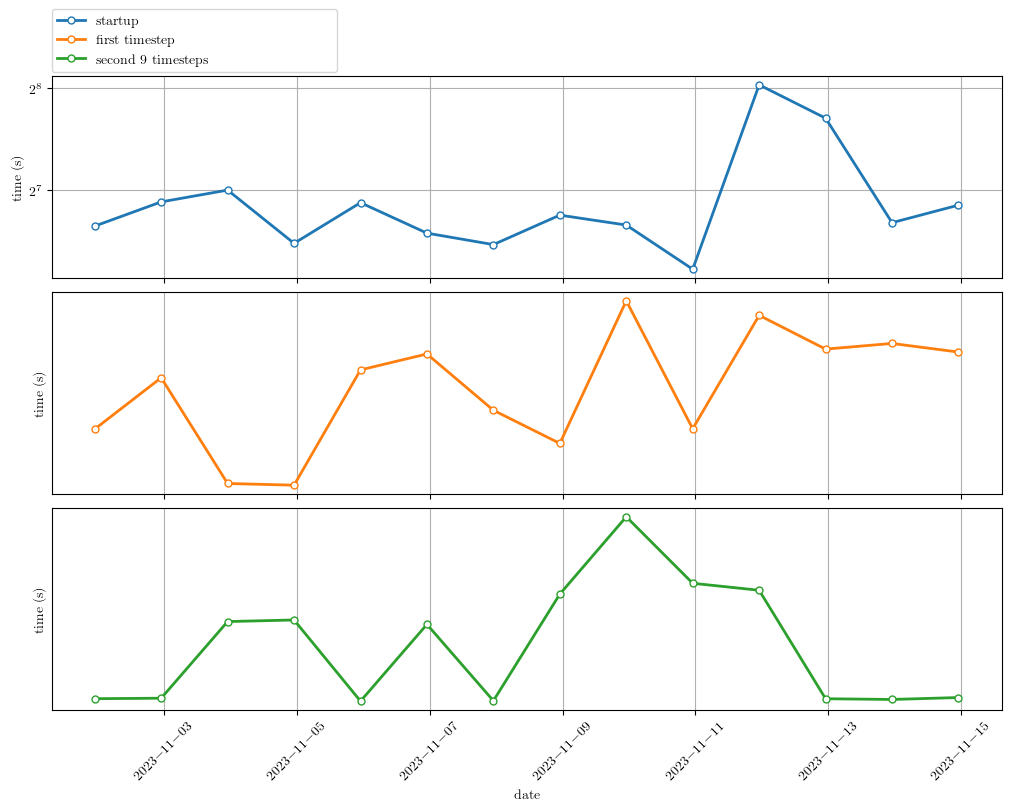 startup
first timestep
second 9 timesteps
2⁸
2⁷
time (s)
time (s)
time (s)
2023−11−03
2023−11−05
2023−11−07
2023−11−09
2023−11−11
2023−11−13
2023−11−15
date